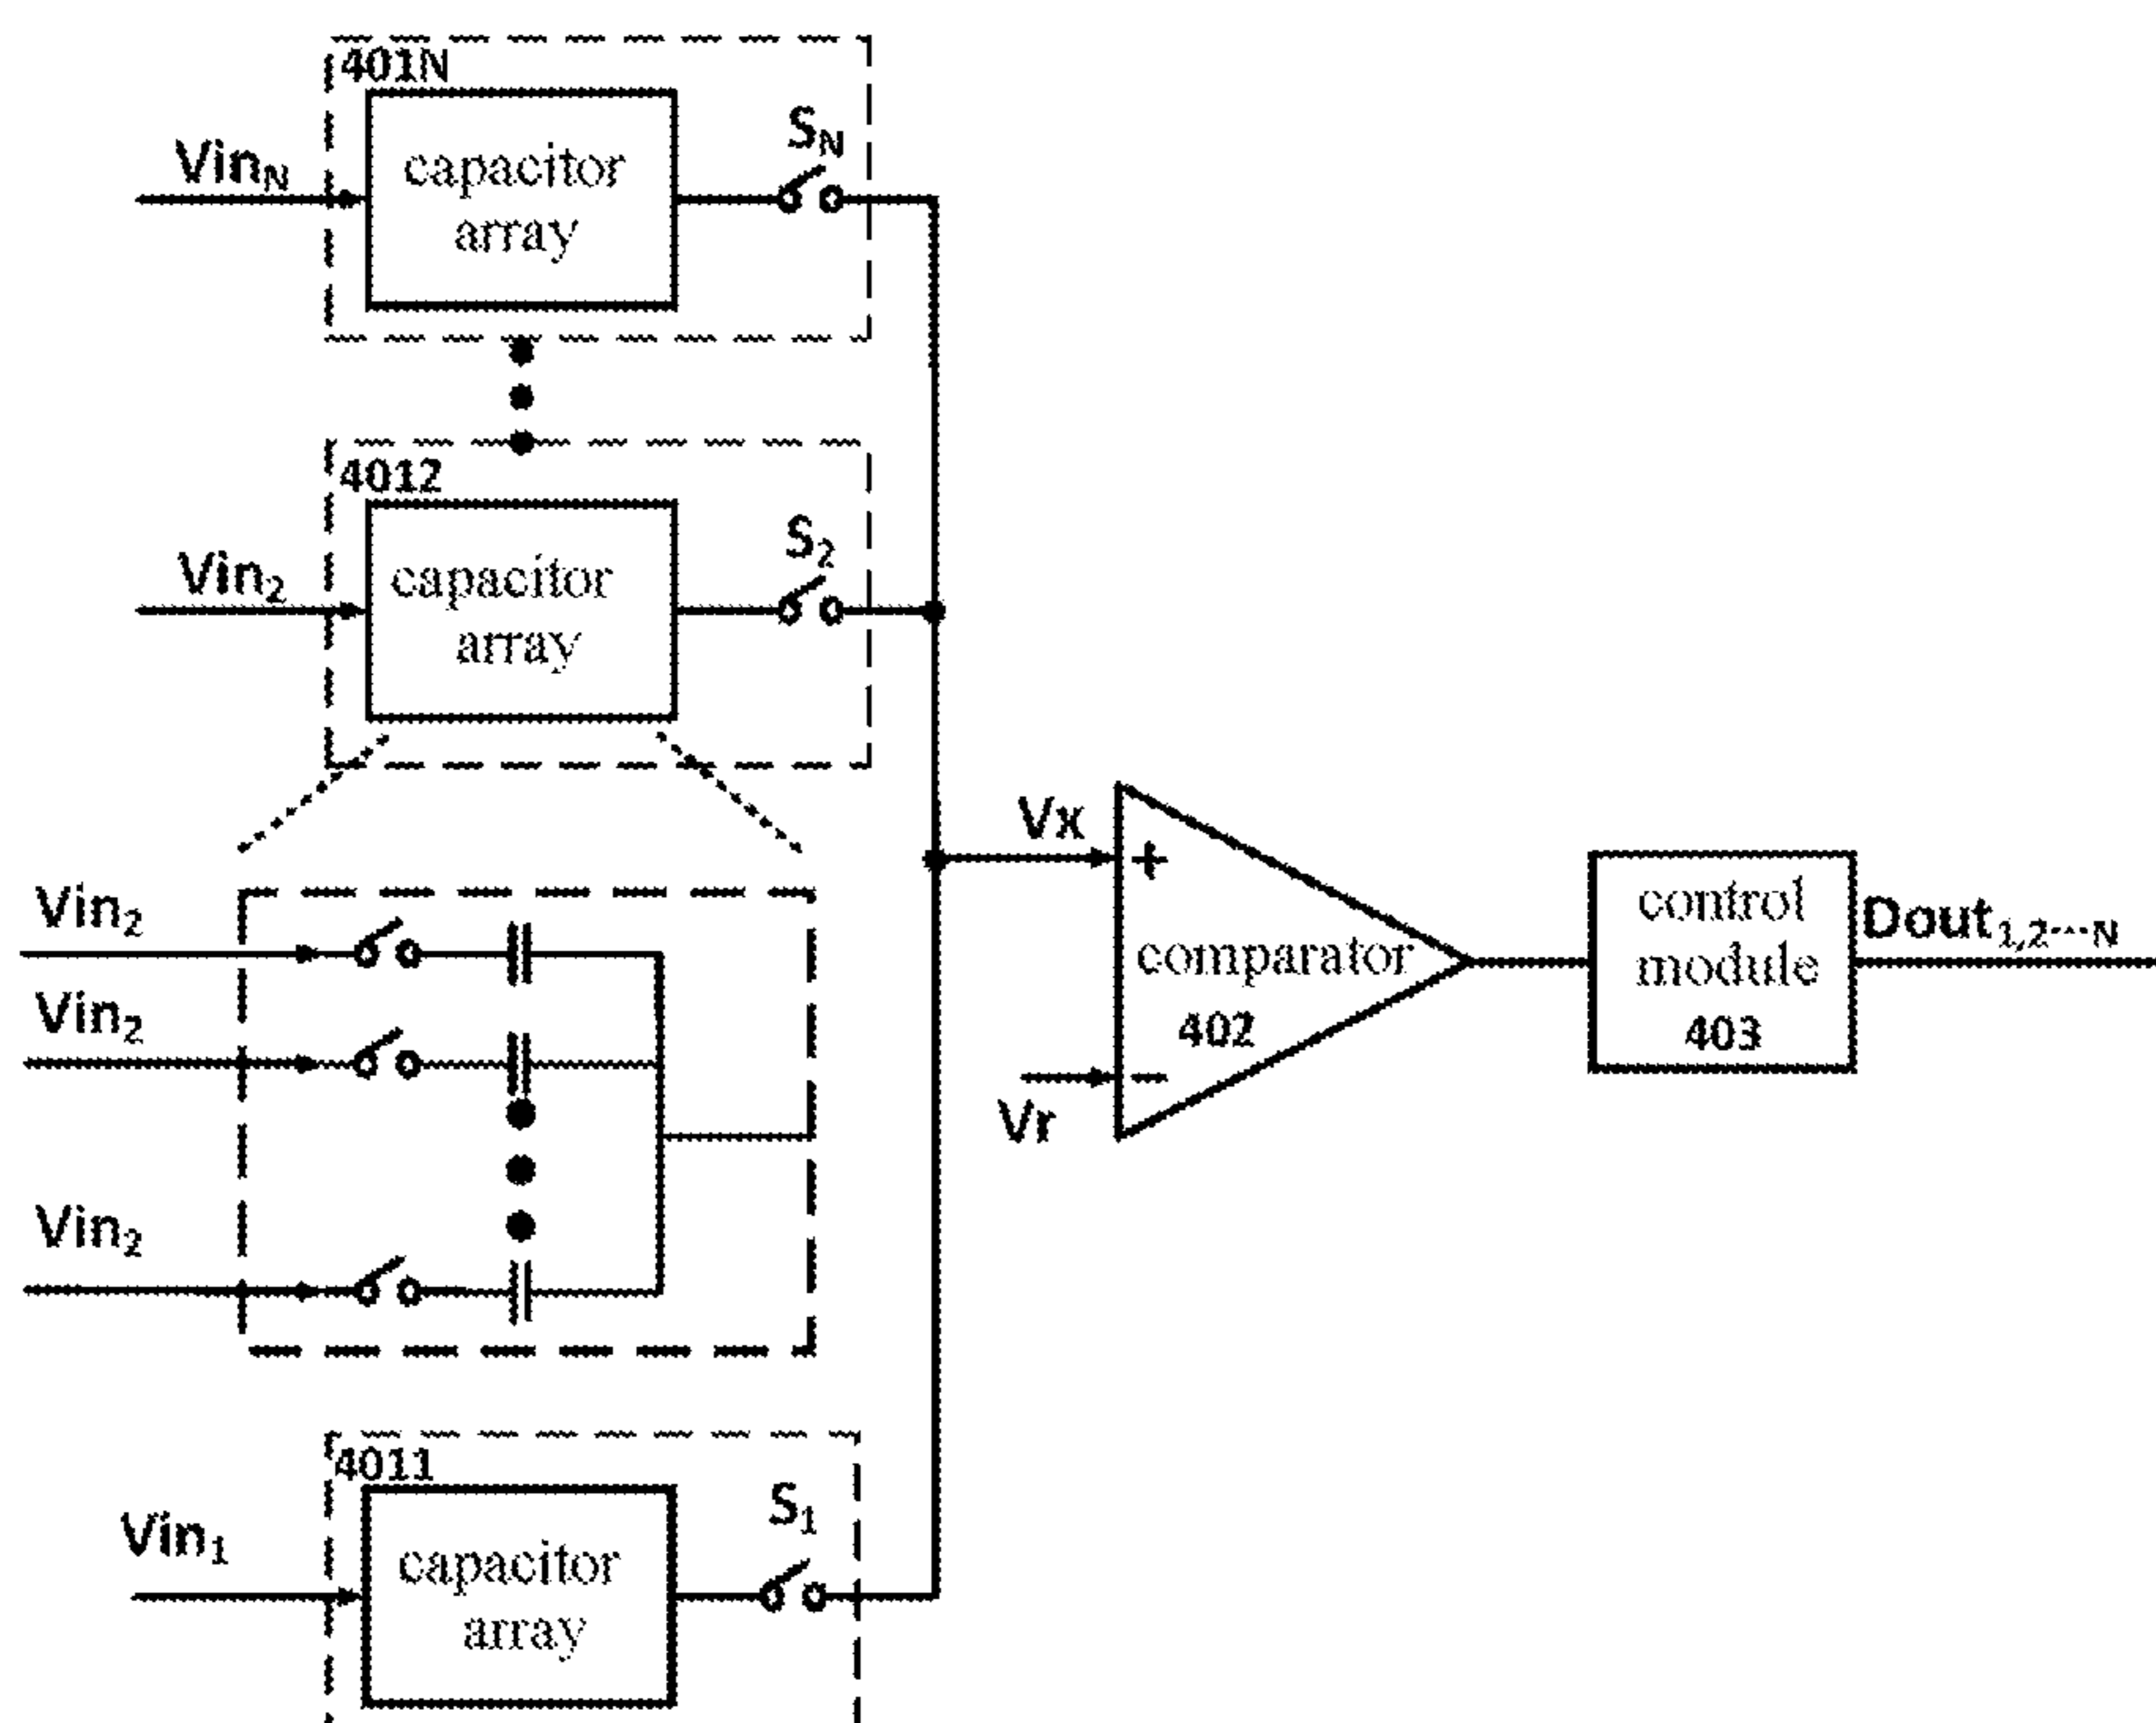 401N
Vin_N
capacitor
array
S_N
4012
Vin_2
capacitor
array
S_2
Vin_2
Vin_2
Vin_2
Vx
+
comparator
402
−
Vr
control
module
403
Dout_1,2···N
4011
Vin_1
capacitor
array
S_1